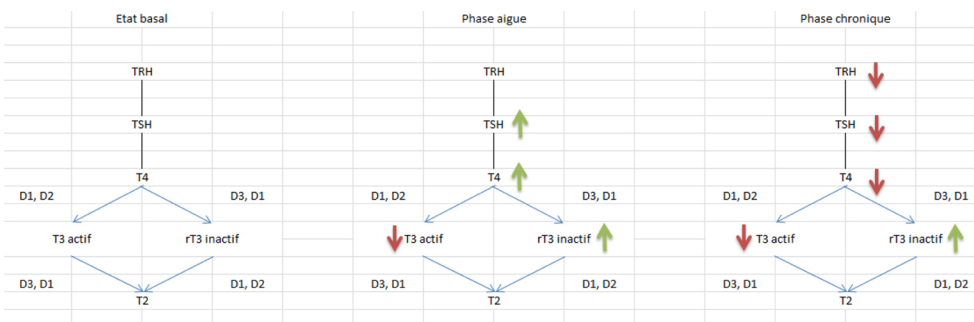 Etat basal Phase aigue Phase chronique
TRH TRH TRH
TSH TSH TSH
T4 T4 T4
D1, D2 D3, D1 D1, D2 D3, D1 D1, D2 D3, D1
T3 actif rT3 inactif T3 actif rT3 inactif T3 actif rT3 inactif
D3, D1 D1, D2 D3, D1 D1, D2 D3, D1 D1, D2
T2 T2 T2